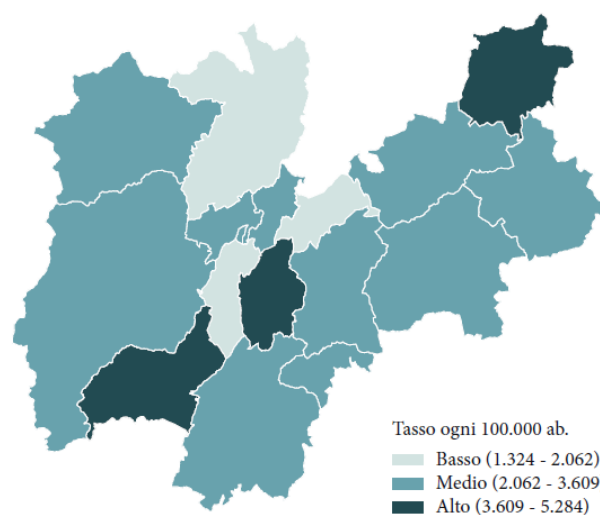 Tasso ogni 100.000 ab.
Basso (1.324 - 2.062)
Medio (2.062 - 3.609
Alto (3.609 - 5.284)